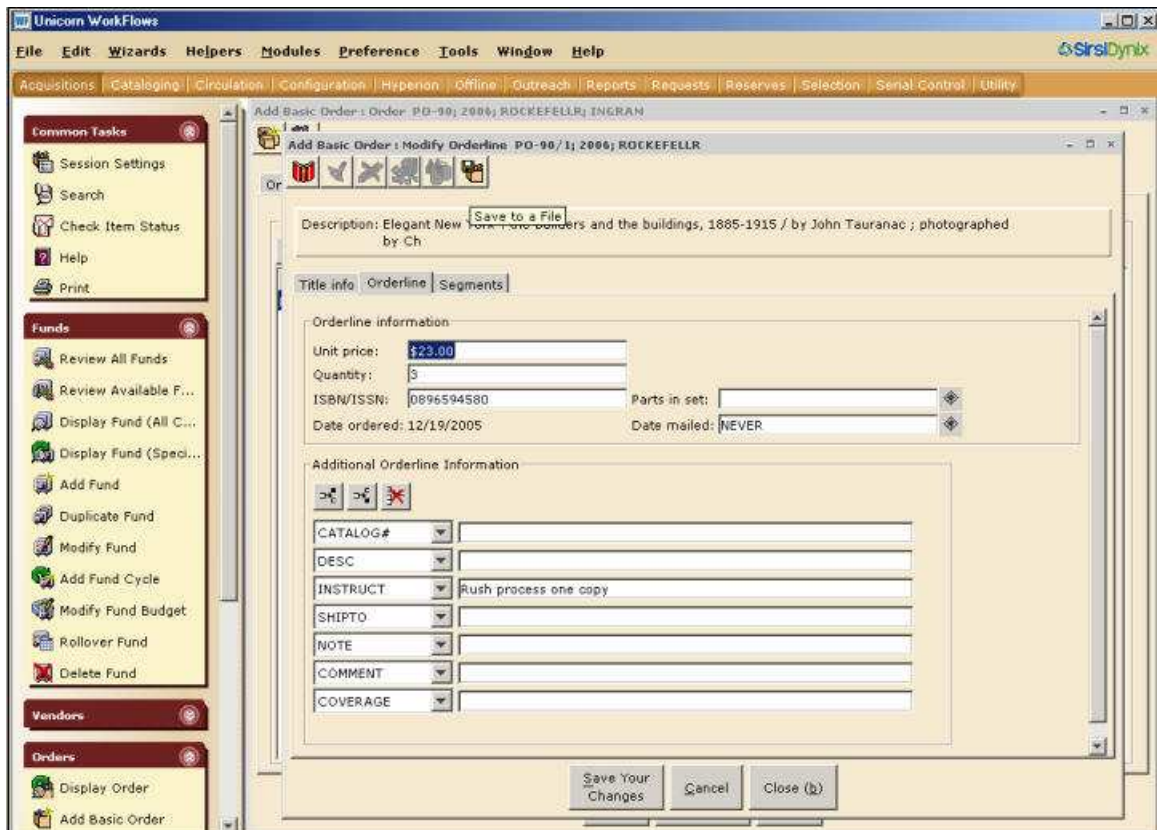 Unicorn WorkFlows
File Edit Wizards Helpers Modules Preference Tools Window Help
SirsiDynix
Acquisitions Cataloging Circulation Configuration Hyperion Offline Outreach Reports Requests Reserves Selection Serial Control Utility
Common Tasks
Session Settings
Search
Check Item Status
Help
Print
Funds
Review All Funds
Review Available F...
Display Fund (All C...
Display Fund (Speci...
Add Fund
Duplicate Fund
Modify Fund
Add Fund Cycle
Modify Fund Budget
Rollover Fund
Delete Fund
Vendors
Orders
Display Order
Add Basic Order
Add Basic Order : Order PO-90; 2006; ROCKEFELLR; INGRAM
Or
Add Basic Order : Modify Orderline PO-90/1; 2006; ROCKEFELLR
Save to a File
Description: Elegant New York : the builders and the buildings, 1885-1915 / by John Tauranac ; photographed
by Ch
Title info Orderline Segments
Orderline information
Unit price: $23.00
Quantity: 3
ISBN/ISSN: 0896594580 Parts in set:
Date ordered: 12/19/2005 Date mailed: NEVER
Additional Orderline Information
CATALOG#
DESC
INSTRUCT Rush process one copy
SHIPTO
NOTE
COMMENT
COVERAGE
Save Your
Changes
Cancel
Close (b)